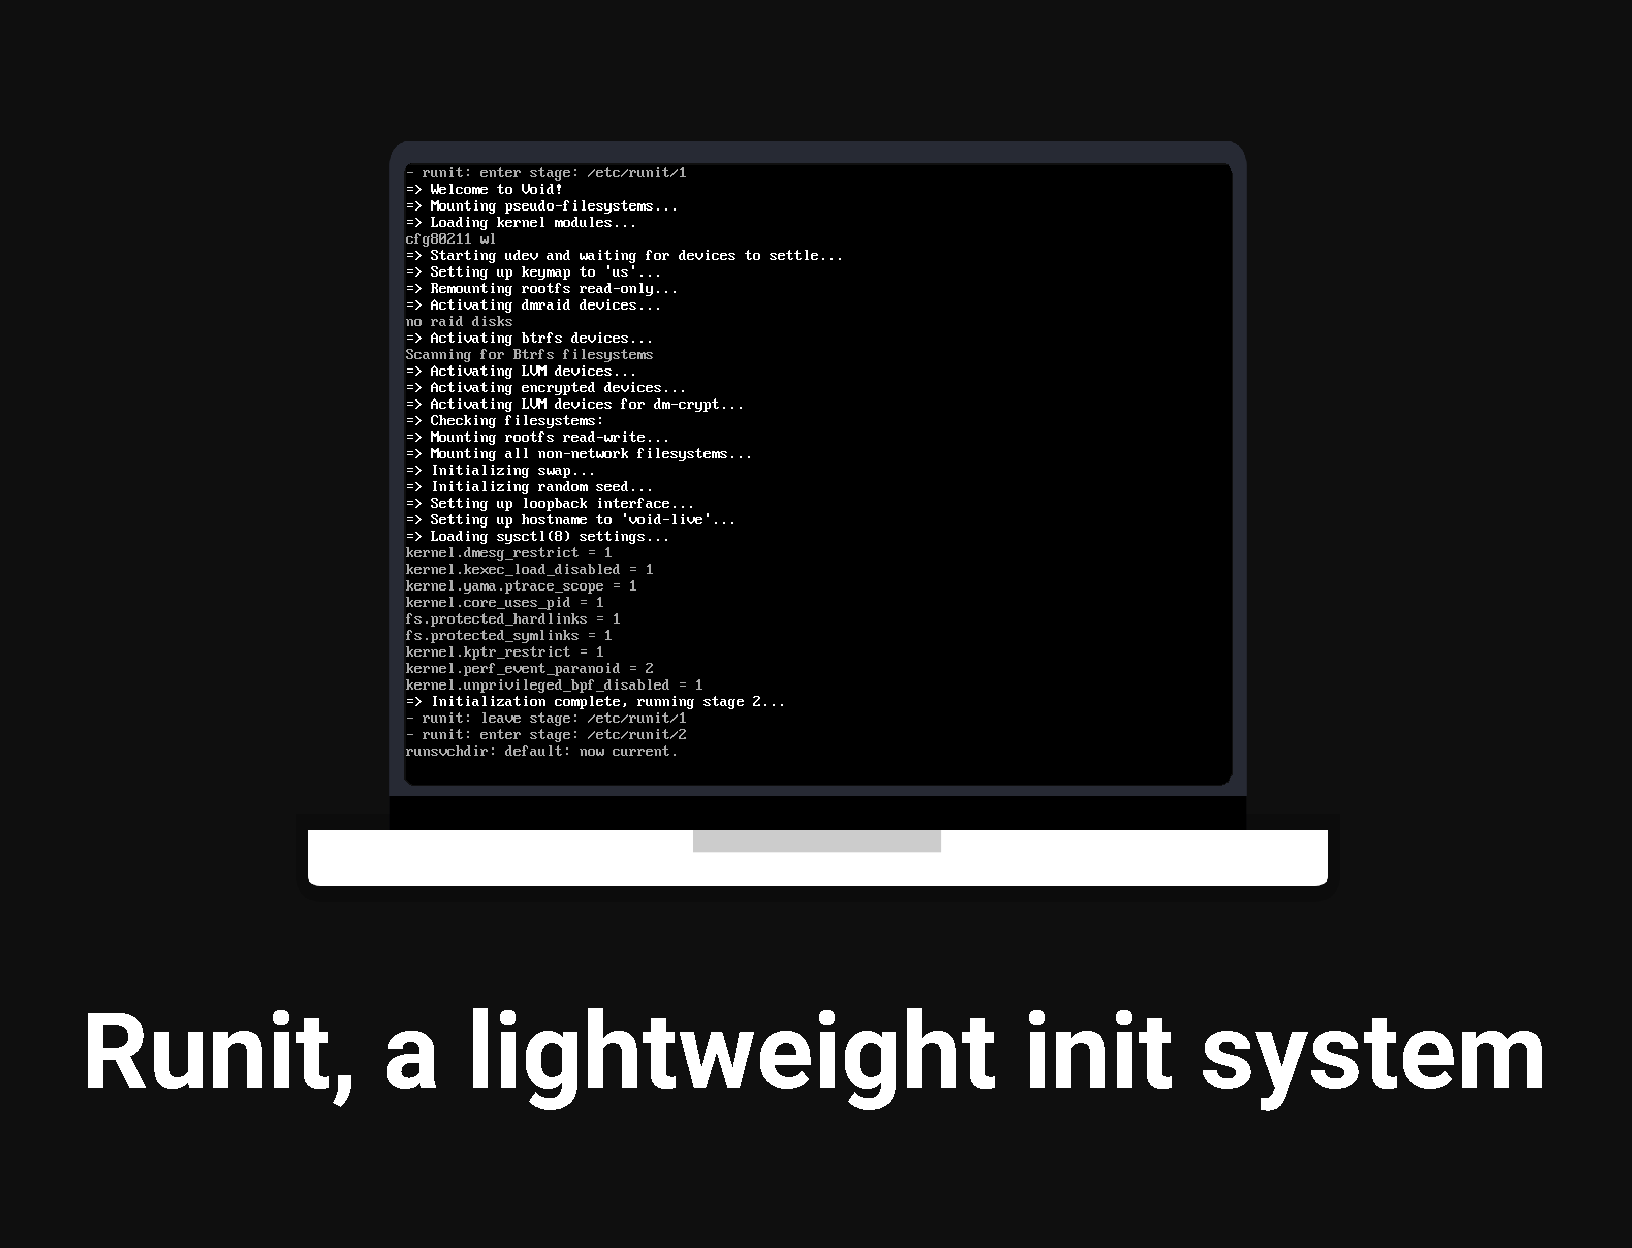 - runit: enter stage: /etc/runit/1
=> Welcome to Void!
=> Mounting pseudo-filesystems...
=> Loading kernel modules...
cfg80211 wl
=> Starting udev and waiting for devices to settle...
=> Setting up keymap to 'us'...
=> Remounting rootfs read-only...
=> Activating dmraid devices...
no raid disks
=> Activating btrfs devices...
Scanning for Btrfs filesystems
=> Activating LVM devices...
=> Activating encrypted devices...
=> Activating LVM devices for dm-crypt...
=> Checking filesystems:
=> Mounting rootfs read-write...
=> Mounting all non-network filesystems...
=> Initializing swap...
=> Initializing random seed...
=> Setting up loopback interface...
=> Setting up hostname to 'void-live'...
=> Loading sysctl(8) settings...
kernel.dmesg_restrict = 1
kernel.kexec_load_disabled = 1
kernel.yama.ptrace_scope = 1
kernel.core_uses_pid = 1
fs.protected_hardlinks = 1
fs.protected_symlinks = 1
kernel.kptr_restrict = 1
kernel.perf_event_paranoid = 2
kernel.unprivileged_bpf_disabled = 1
=> Initialization complete, running stage 2...
- runit: leave stage: /etc/runit/1
- runit: enter stage: /etc/runit/2
runsvchdir: default: now current.
Runit, a lightweight init system